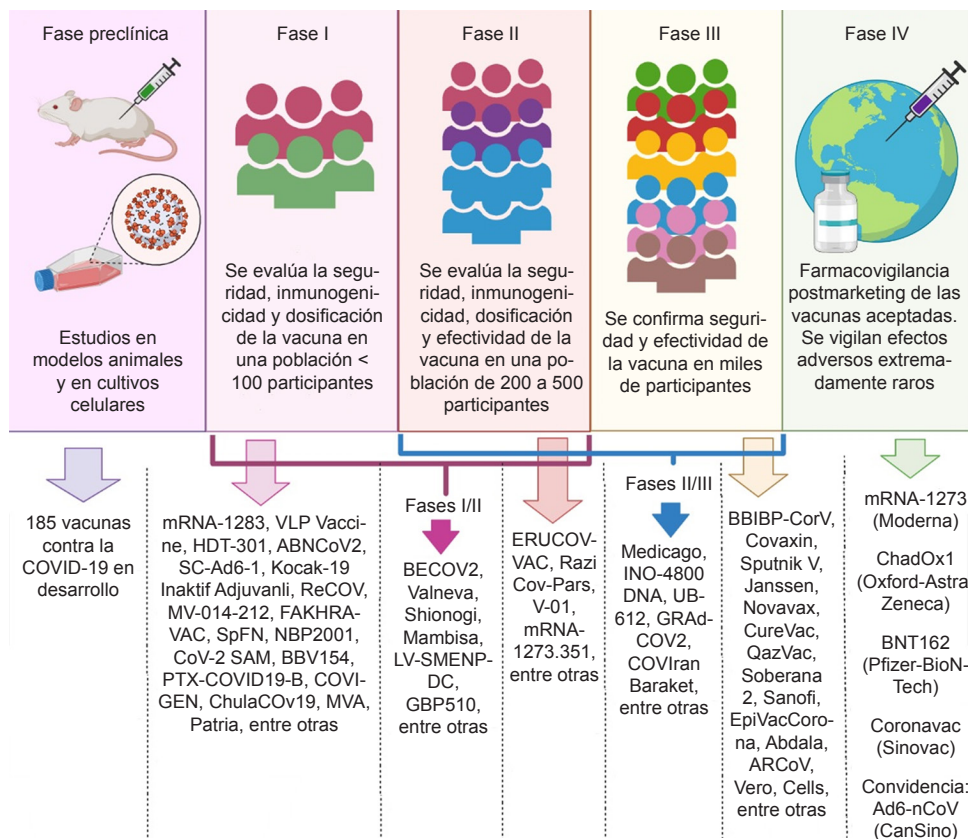 Fase preclínica
Estudios en
modelos animales
y en cultivos
celulares
Fase I
Se evalúa la segu-
ridad, inmunogeni-
cidad y dosificación
de la vacuna en
una población <
100 participantes
Fase II
Se evalúa la segu-
ridad, inmunogeni-
cidad, dosificación
y efectividad de la
vacuna en una po-
blación de 200 a 500
participantes
Fase III
Se confirma seguri-
dad y efectividad de
la vacuna en miles
de participantes
Fase IV
Farmacovigilancia
postmarketing de las
vacunas aceptadas.
Se vigilan efectos
adversos extrema-
damente raros
185 vacunas
contra la
COVID-19 en
desarrollo
mRNA-1283, VLP Vacci-
ne, HDT-301, ABNCoV2,
SC-Ad6-1, Kocak-19
Inaktif Adjuvanli, ReCOV,
MV-014-212, FAKHRA-
VAC, SpFN, NBP2001,
CoV-2 SAM, BBV154,
PTX-COVID19-B, COVI-
GEN, ChulaCOv19, MVA,
Patria, entre otras
Fases I/II
BECOV2,
Valneva,
Shionogi,
Mambisa,
LV-SMENP-
DC,
GBP510,
entre otras
ERUCOV-
VAC, Razi
Cov-Pars,
V-01,
mRNA-
1273.351,
entre otras
Fases II/III
Medicago,
INO-4800
DNA, UB-
612, GRAd-
COV2,
COVIran
Baraket,
entre otras
BBIBP-CorV,
Covaxin,
Sputnik V,
Janssen,
Novavax,
CureVac,
QazVac,
Soberana
2, Sanofi,
EpiVacCoro-
na, Abdala,
ARCoV,
Vero, Cells,
entre otras
mRNA-1273
(Moderna)
ChadOx1
(Oxford-Astra
Zeneca)
BNT162
(Pfizer-BioN-
Tech)
Coronavac
(Sinovac)
Convidencia:
Ad6-nCoV
(CanSino)